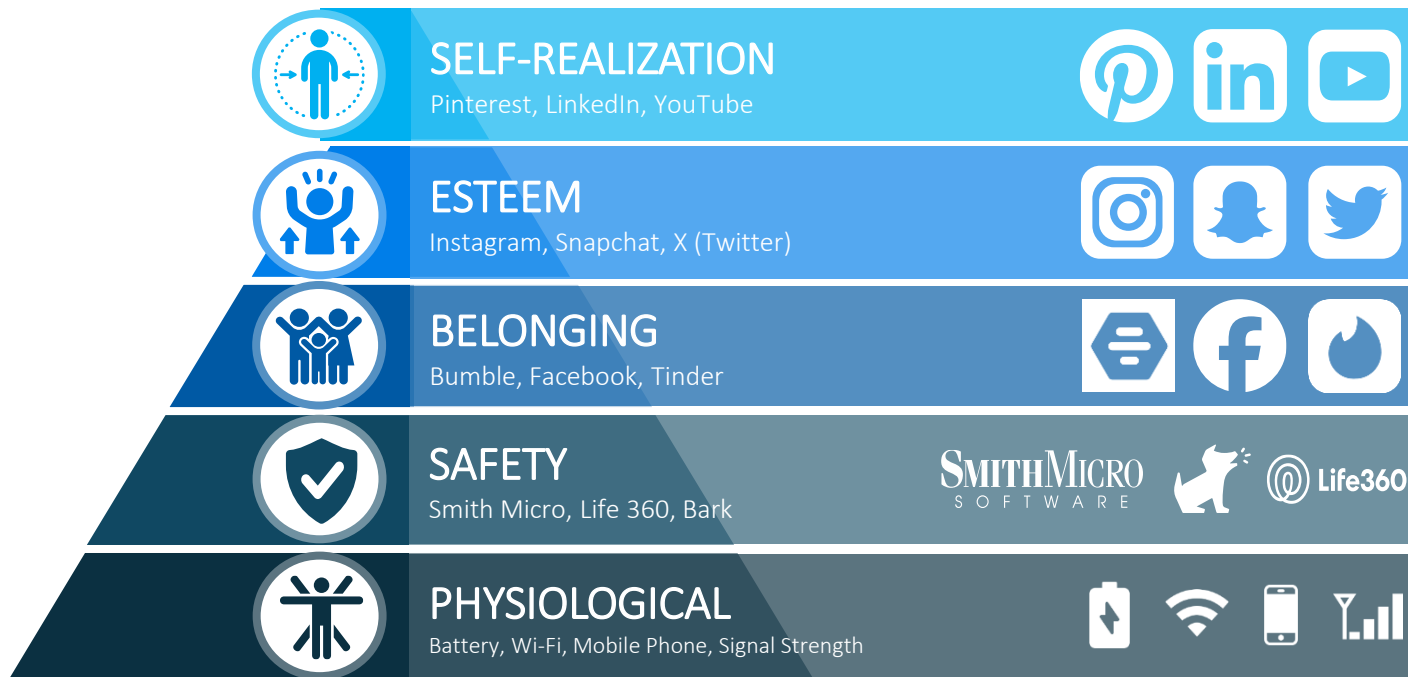 SELF-REALIZATION
Pinterest, LinkedIn, YouTube
in
ESTEEM
Instagram, Snapchat, X (Twitter)
BELONGING
Bumble, Facebook, Tinder
f
SAFETY
Smith Micro, Life 360, Bark
SMITHMICRO
SOFTWARE
Life360
PHYSIOLOGICAL
Battery, Wi-Fi, Mobile Phone, Signal Strength